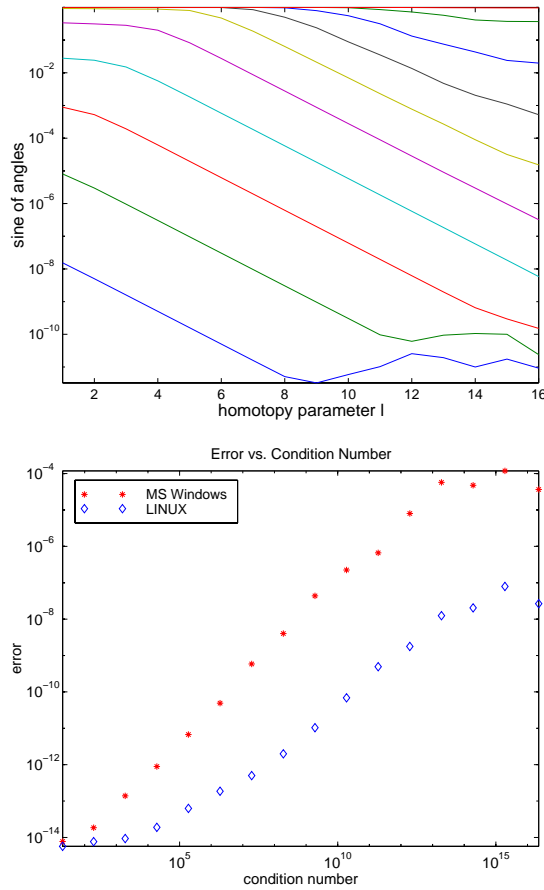 10^-2
10^-4
10^-6
10^-8
10^-10
sine of angles
2 4 6 8 10 12 14 16
homotopy parameter l
Error vs. Condition Number
10^-4
10^-6
10^-8
10^-10
10^-12
10^-14
error
MS Windows
LINUX
10^5 10^10 10^15
condition number